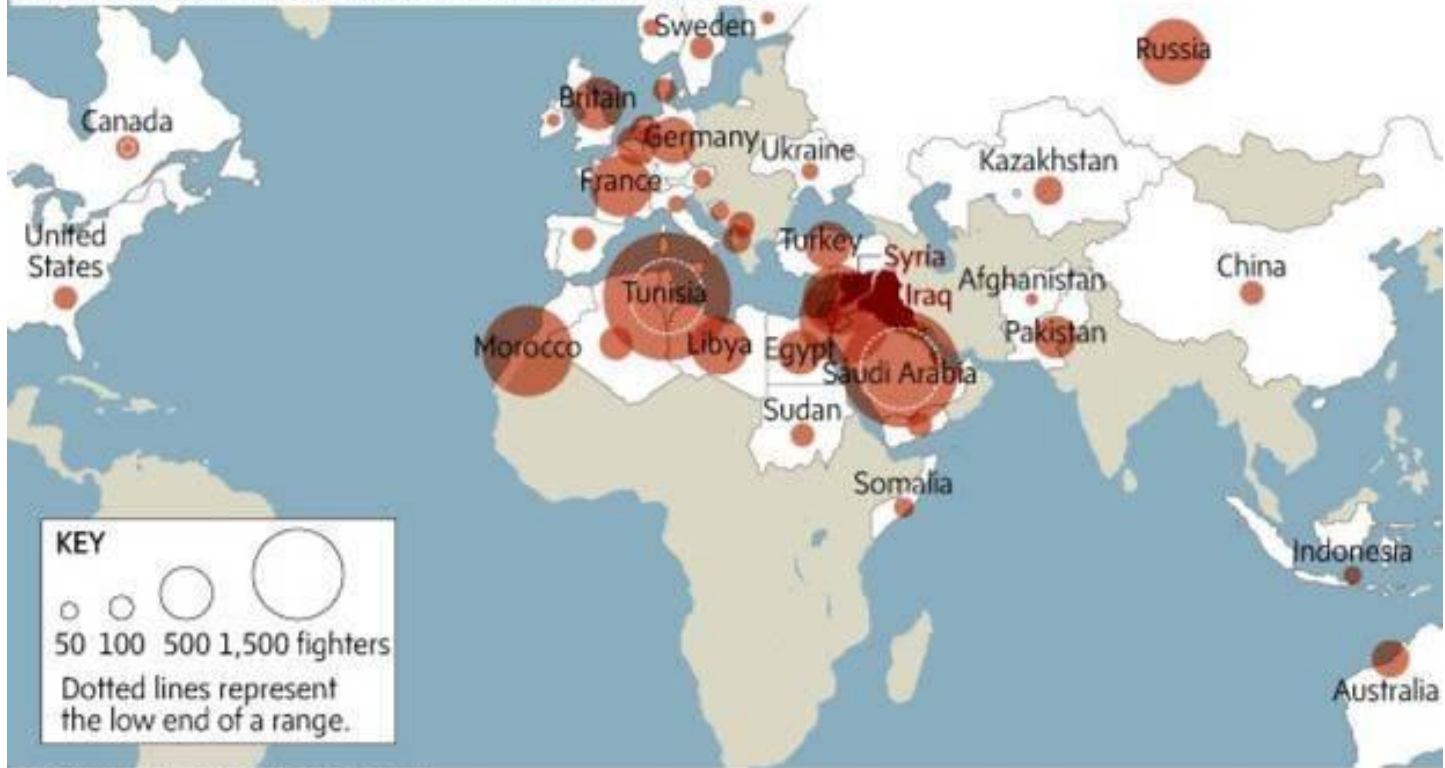 Sweden
Russia
Britain
Canada
Germany
Ukraine
Kazakhstan
France
United
States
Turkey
Syria
Afghanistan
China
Tunisia
Iraq
Pakistan
Morocco
Libya
Egypt
Saudi Arabia
Sudan
Somalia
KEY
Indonesia
50 100 500 1,500 fighters
Dotted lines represent
the low end of a range.
Australia